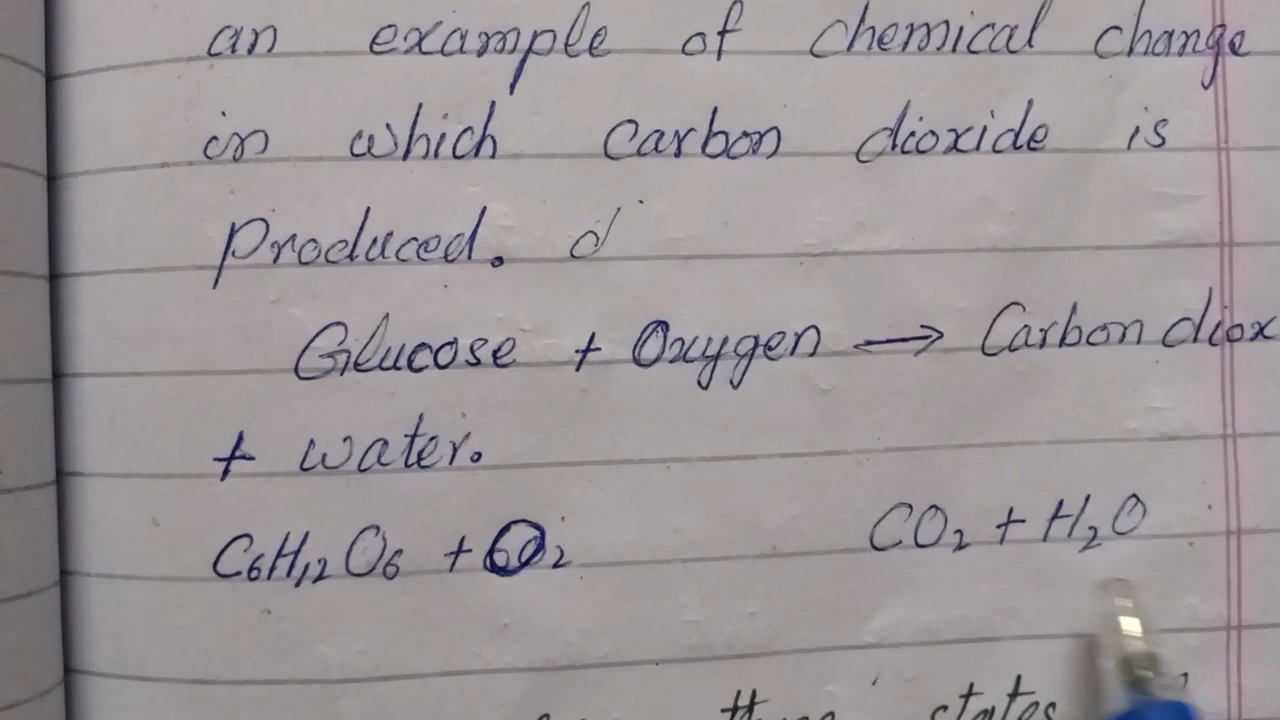 an example of chemical change
in which carbon dioxide is
produced. d
Glucose + Oxygen → Carbon diox
+ water.
C₆H₁₂O₆ + 6O₂ CO₂ + H₂O
states